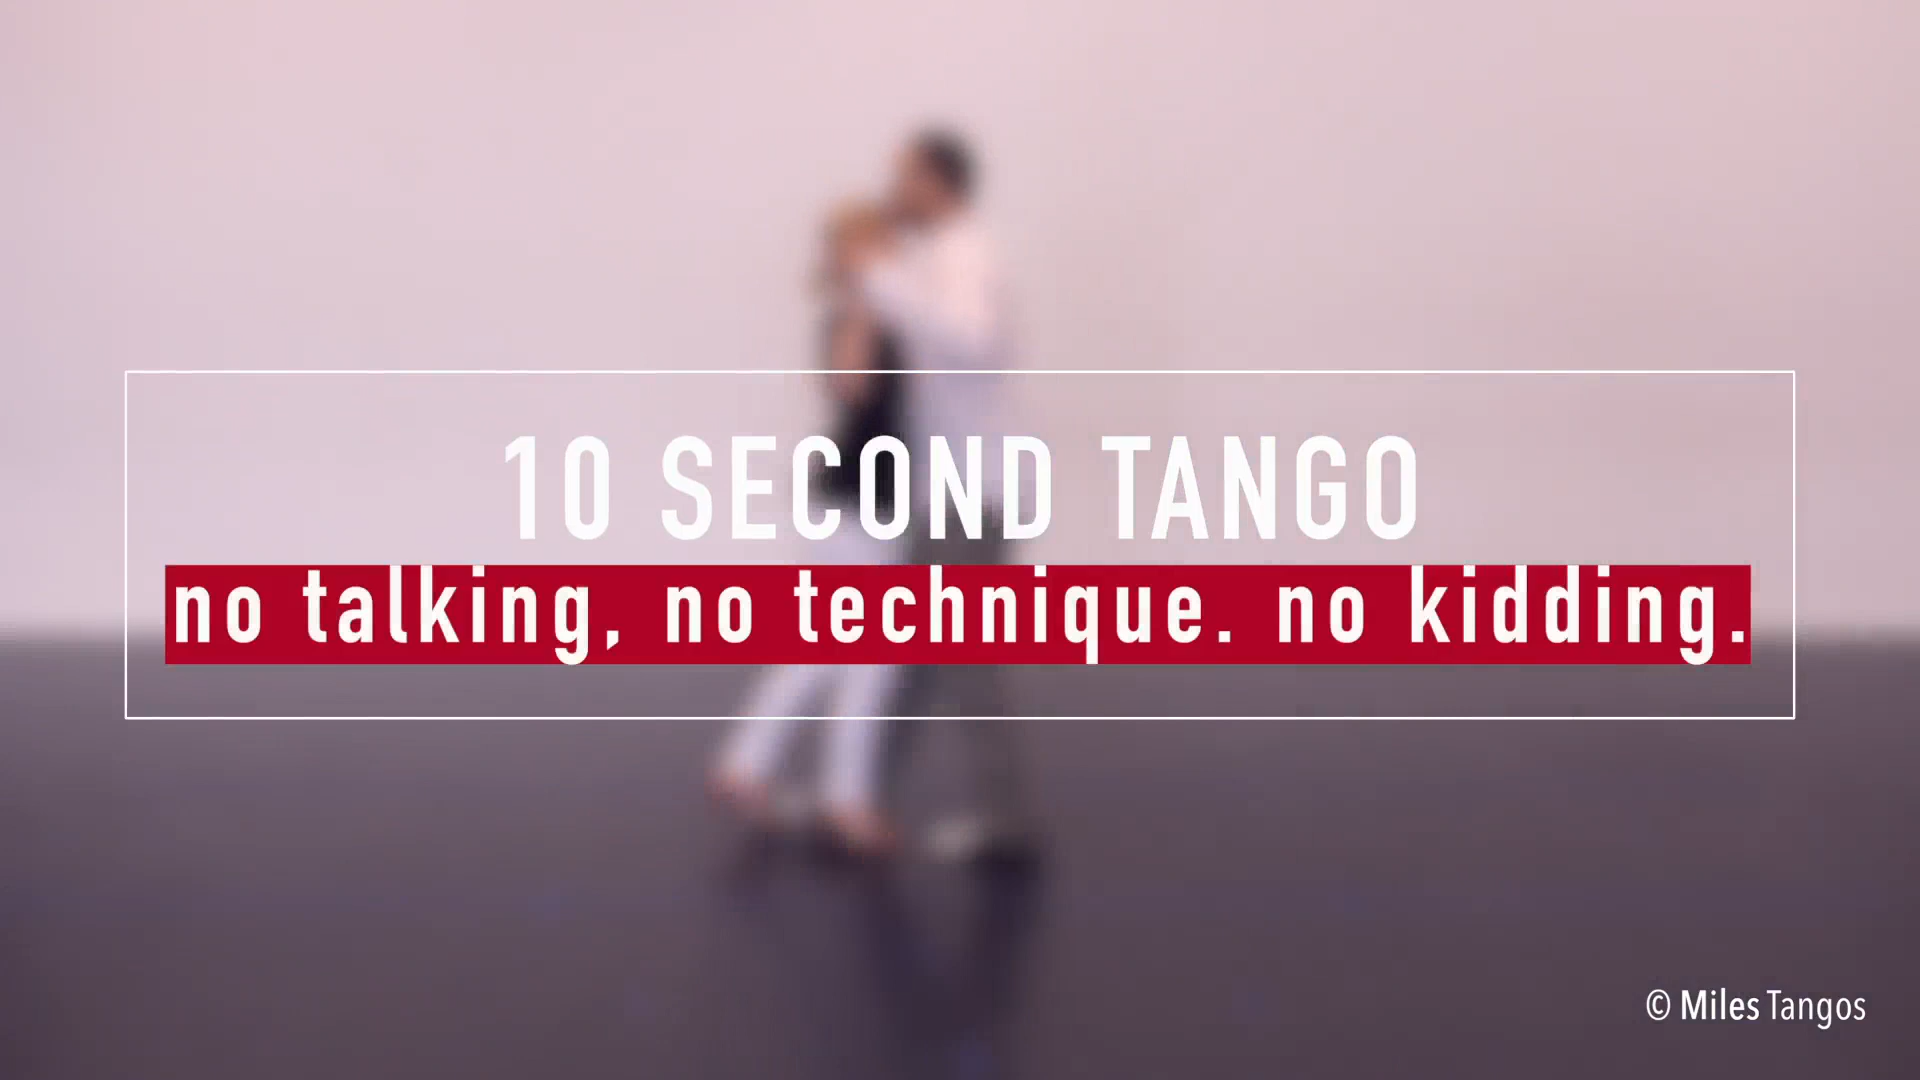 10 SECOND TANGO
no talking, no technique. no kidding.
© Miles Tangos